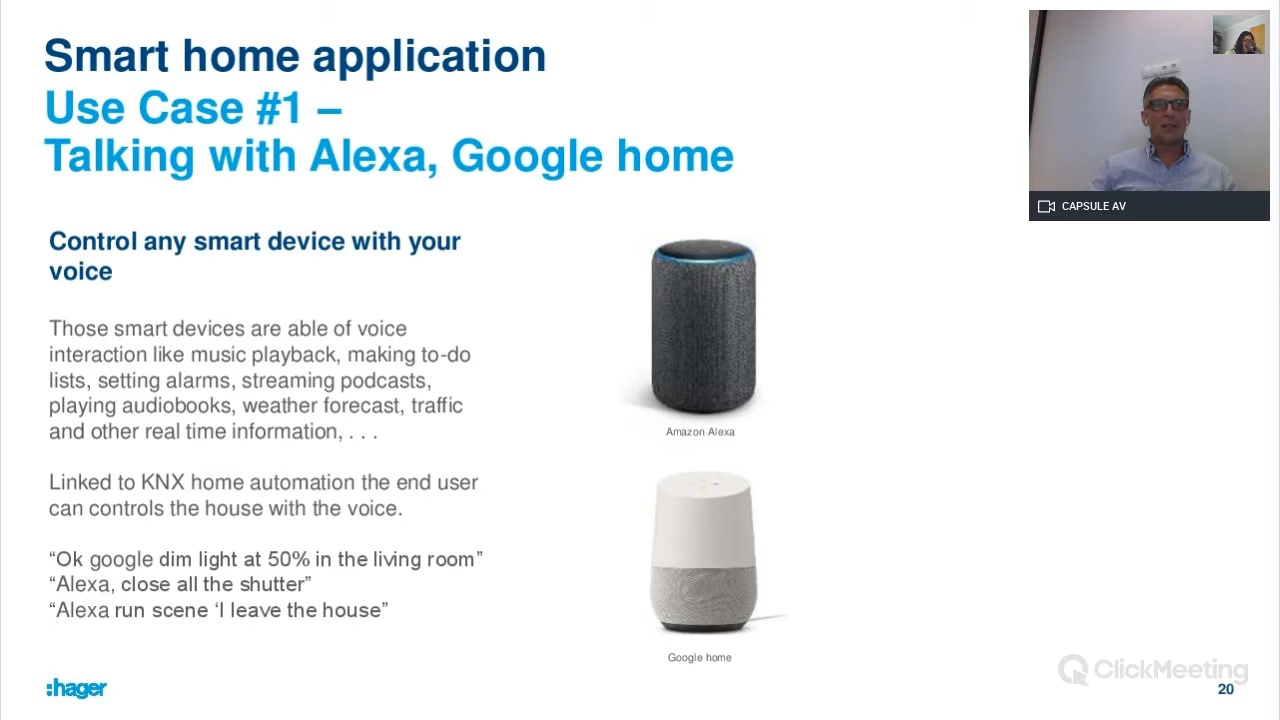 Smart home application
Use Case #1 –
Talking with Alexa, Google home
CAPSULE AV
Control any smart device with your
voice
Those smart devices are able of voice
interaction like music playback, making to-do
lists, setting alarms, streaming podcasts,
playing audiobooks, weather forecast, traffic
and other real time information, . . .
Amazon Alexa
Linked to KNX home automation the end user
can controls the house with the voice.
“Ok google dim light at 50% in the living room”
“Alexa, close all the shutter”
“Alexa run scene ‘I leave the house”
Google home
:hager
ClickMeeting
20